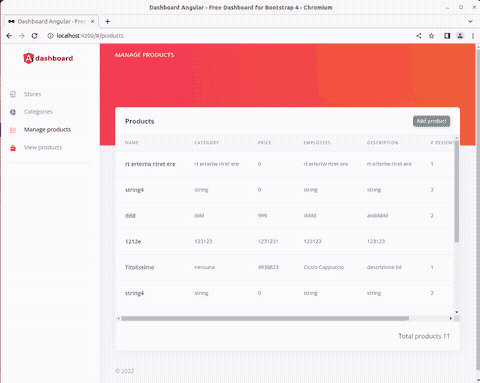 Dashboard Angular - Free Dashboard for Bootstrap 4 - Chromium
Dashboard Angular - Free
localhost:4200/#/products
dashboard
MANAGE PRODUCTS
Stores
Categories
Manage products
View products
Products
Add product
NAME CATEGORY PRICE EMPLOYEES DESCRIPTION # REVIEWS
rt ertertw rtret ere rt ertertw rtret ere 0 rt ertertw rtret ere rt ertertw rtret ere 1
string4 string 0 string string 3
ddd ddd 999 dddd 2
1212e 123123 1231231 123123 123123
Titolissimo nessuna 4938823 Ciccio Cappuccio descrizione lol 1
string4 string 0 string string 2
Total products 11
© 2022